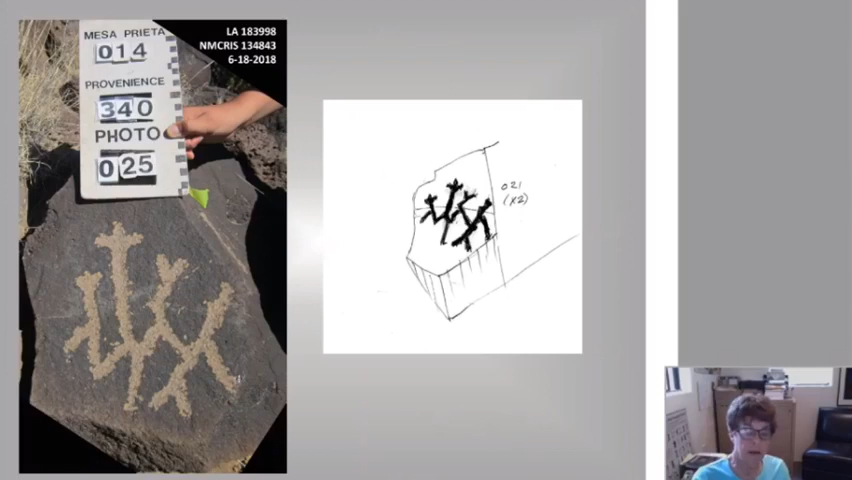 LA 183998
NMCRIS 134843
6-18-2018
MESA PRIETA
014
PROVENIENCE
340
PHOTO
025
021
(X2)